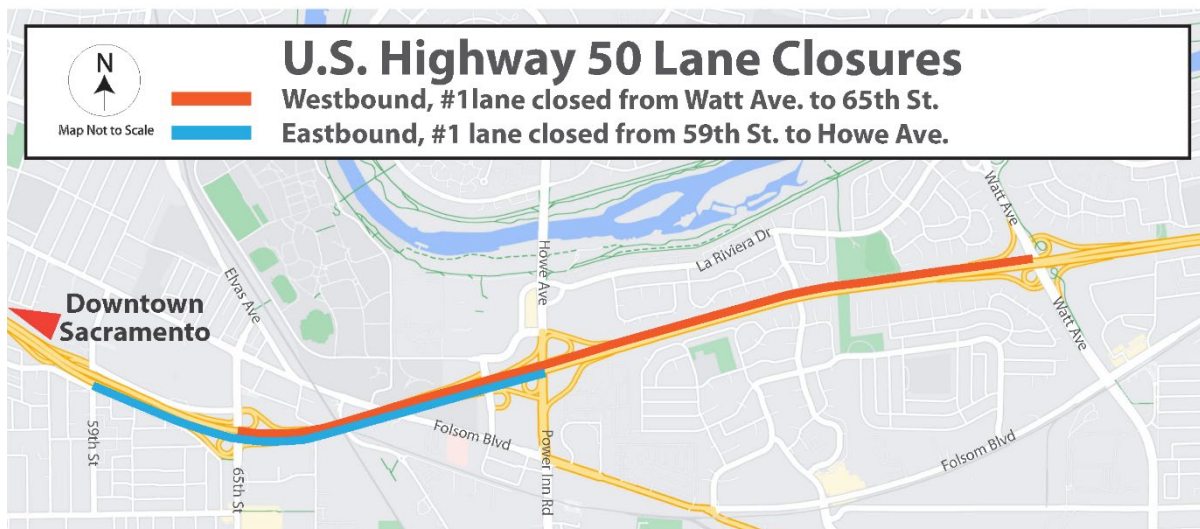 N
Map Not to Scale
U.S. Highway 50 Lane Closures
Westbound, #1lane closed from Watt Ave. to 65th St.
Eastbound, #1 lane closed from 59th St. to Howe Ave.
Watt Ave
Howe Ave
La Riviera Dr
Elvas Ave
Downtown
Sacramento
Watt Ave
59th St
65th St
Folsom Blvd
Power Inn Rd
Folsom Blvd